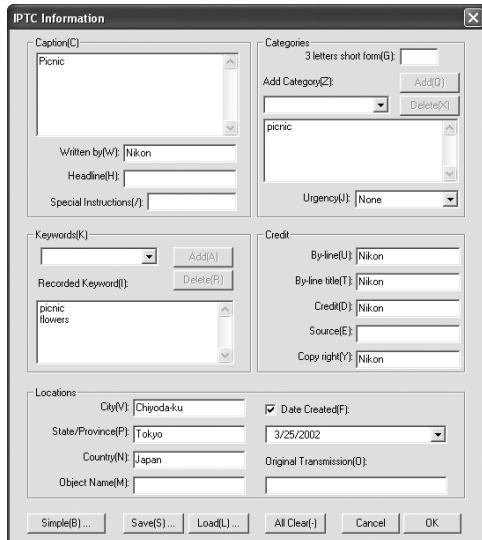 IPTC Information
Caption(C)
Picnic
Written by(W): Nikon
Headline(H):
Special Instructions(/):
Categories
3 letters short form(G):
Add Category(Z):
Add(Q)
Delete(X)
picnic
Urgency(J): None
Keywords(K)
Add(A)
Recorded Keyword(I):
Delete(R)
picnic
flowers
Credit
By-line(U): Nikon
By-line title(T): Nikon
Credit(D): Nikon
Source(E):
Copy right(Y): Nikon
Locations
City(V): Chiyoda-ku
State/Province(P): Tokyo
Country(N): Japan
Object Name(M):
Date Created(F):
3/25/2002
Original Transmission(O):
Simple(B) ...
Save(S) ...
Load(L) ...
All Clear(-)
Cancel
OK